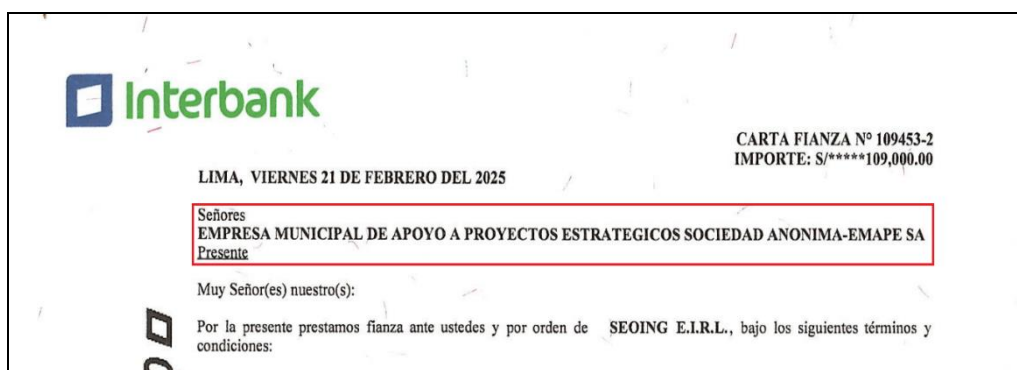 Interbank
CARTA FIANZA Nº 109453-2
IMPORTE: S/*****109,000.00
LIMA, VIERNES 21 DE FEBRERO DEL 2025
Señores
EMPRESA MUNICIPAL DE APOYO A PROYECTOS ESTRATEGICOS SOCIEDAD ANONIMA-EMAPE SA
Presente
Muy Señor(es) nuestro(s):
Por la presente prestamos fianza ante ustedes y por orden de SEOING E.I.R.L., bajo los siguientes términos y
condiciones: